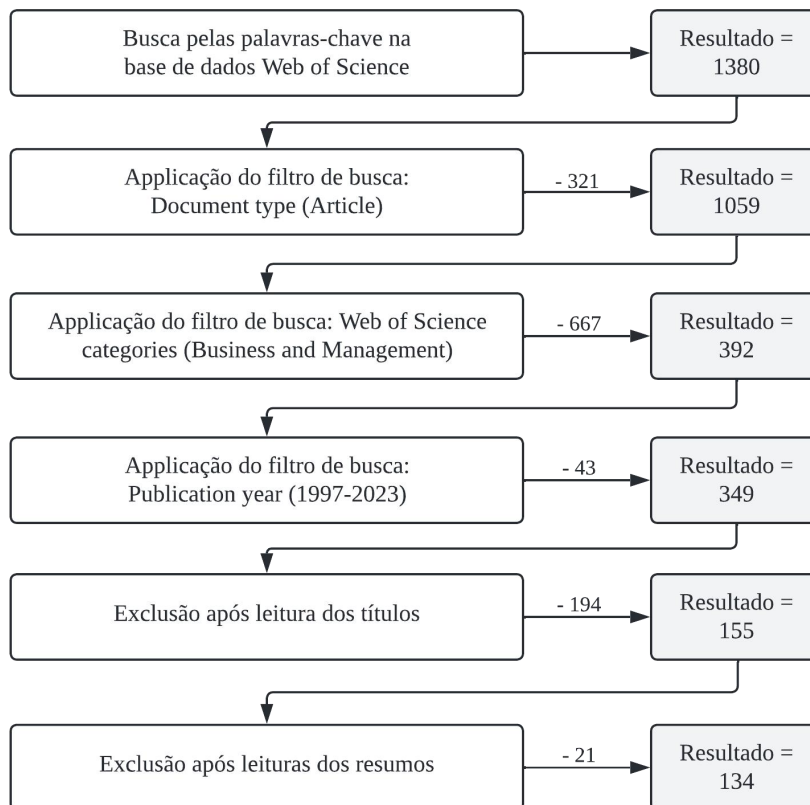 Busca pelas palavras-chave na
base de dados Web of Science
Resultado =
1380
Applicação do filtro de busca:
Document type (Article)
- 321
Resultado =
1059
Applicação do filtro de busca: Web of Science
categories (Business and Management)
- 667
Resultado =
392
Applicação do filtro de busca:
Publication year (1997-2023)
- 43
Resultado =
349
Exclusão após leitura dos títulos
- 194
Resultado =
155
Exclusão após leituras dos resumos
- 21
Resultado =
134